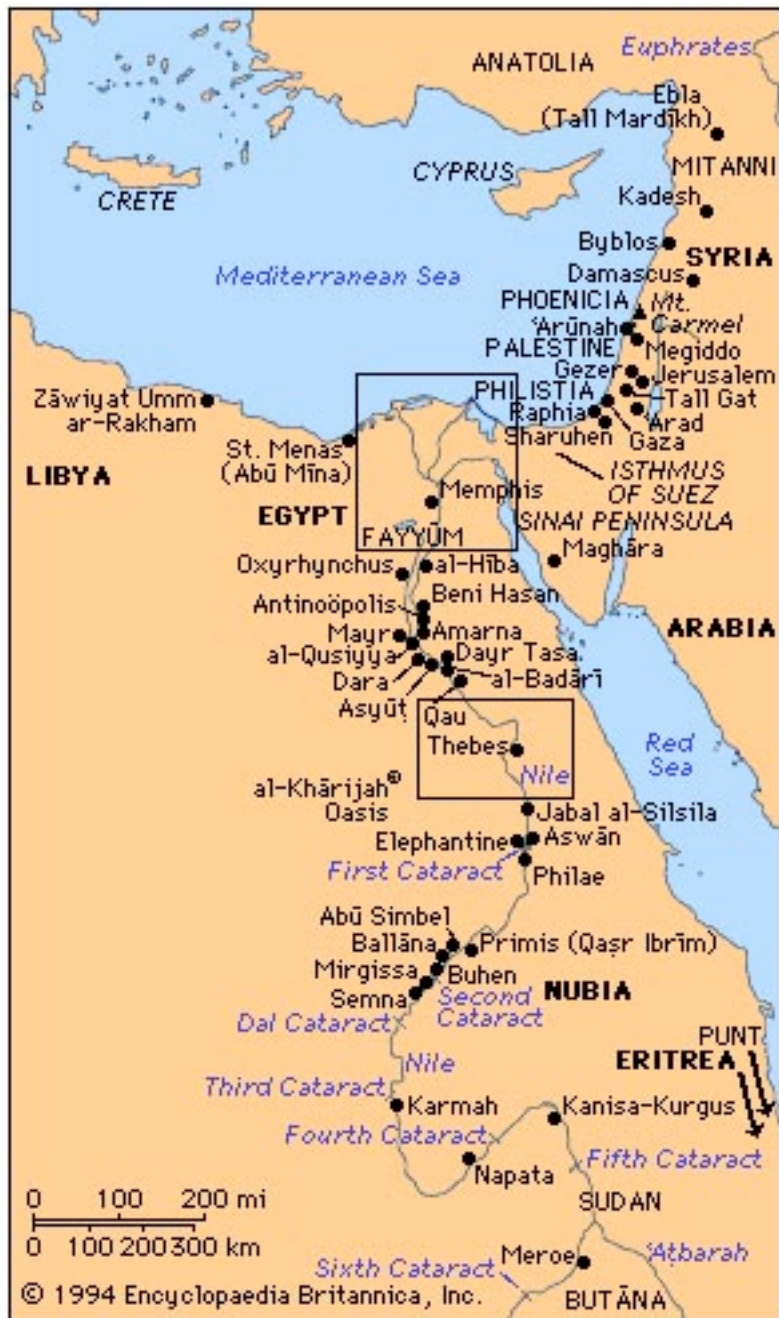 Euphrates
ANATOLIA
Ebla
(Tall Mardīkh)
MITANNI
CYPRUS
CRETE
Kadesh
Byblos
SYRIA
Mediterranean Sea
Damascus
PHOENICIA
Mt.
Carmel
ʿArūnah
PALESTINE
Megiddo
Gezer
Jerusalem
PHILISTIA
Tall Gat
Zāwiyat Umm
ar-Rakham
Raphia
Arad
Sharuhen
Gaza
St. Menas
(Abū Mīna)
LIBYA
ISTHMUS
OF SUEZ
Memphis
EGYPT
SINAI PENINSULA
FAYYŪM
Maghāra
Oxyrhynchus
al-Hība
Beni Hasan
Antinoöpolis
Mayr
Amarna
ARABIA
al-Qusiyya
Dayr Tasa
Dara
al-Badārī
Asyūṭ
Qau
Thebes
Red
Sea
Nile
al-Khārijah
Oasis
Jabal al-Silsila
Elephantine
Aswān
First Cataract
Philae
Abū Simbel
Ballāna
Primis (Qaṣr Ibrīm)
Mirgissa
Buhen
Semna
Second
Cataract
NUBIA
Dal Cataract
PUNT
Nile
ERITREA
Third Cataract
Karmah
Kanisa-Kurgus
Fourth Cataract
Fifth Cataract
Napata
0 100 200 mi
0 100 200 300 km
SUDAN
Meroe
ʿAṭbarah
Sixth Cataract
© 1994 Encyclopaedia Britannica, Inc.
BUTĀNA